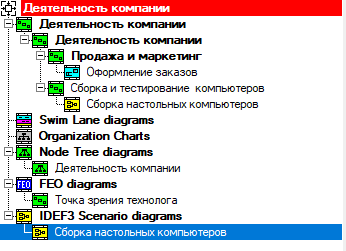 Деятельность компании
Деятельность компании
Деятельность компании
Продажа и маркетинг
Оформление заказов
Сборка и тестирование компьютеров
Сборка настольных компьютеров
Swim Lane diagrams
Organization Charts
Node Tree diagrams
Деятельность компании
FEO diagrams
Точка зрения технолога
IDEF3 Scenario diagrams
Сборка настольных компьютеров